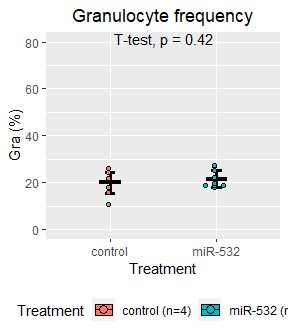 Granulocyte frequency
T-test, p = 0.42
80
60
40
20
0
Gra (%)
control miR-532
Treatment
Treatment control (n=4) miR-532 (n